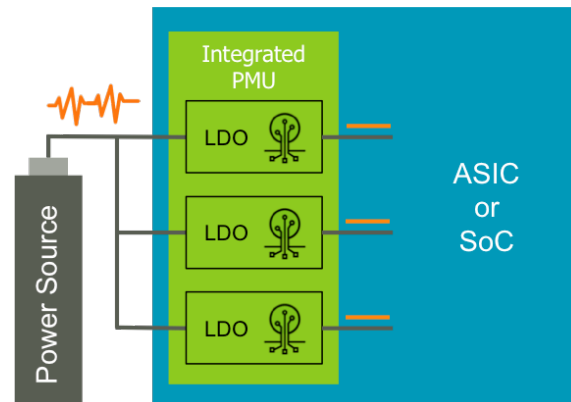 Integrated
PMU
LDO
LDO
LDO
Power Source
ASIC
or
SoC